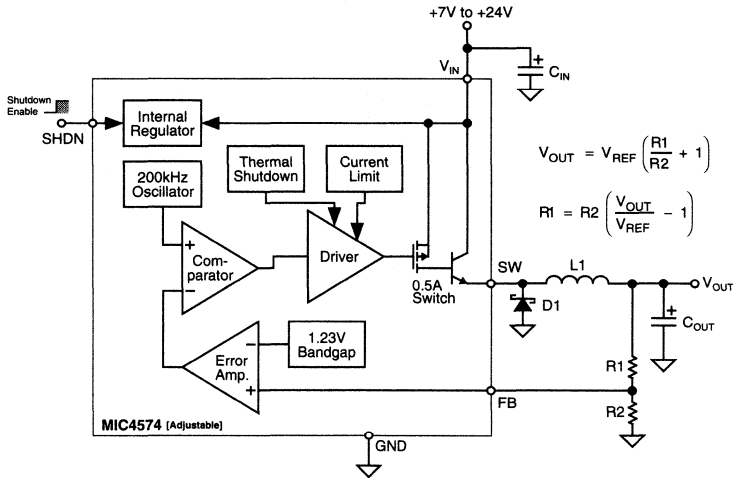 +7V to +24V
V_IN
C_IN
+
Shutdown
Enable
SHDN
Internal
Regulator
200kHz
Oscillator
Thermal
Shutdown
Current
Limit
V_OUT = V_REF (R1/R2 + 1)
R1 = R2 (V_OUT/V_REF − 1)
+
Com-
parator
−
Driver
0.5A
Switch
SW
L1
V_OUT
D1
+
C_OUT
1.23V
Bandgap
−
Error
Amp.
+
R1
FB
R2
MIC4574 [Adjustable]
GND